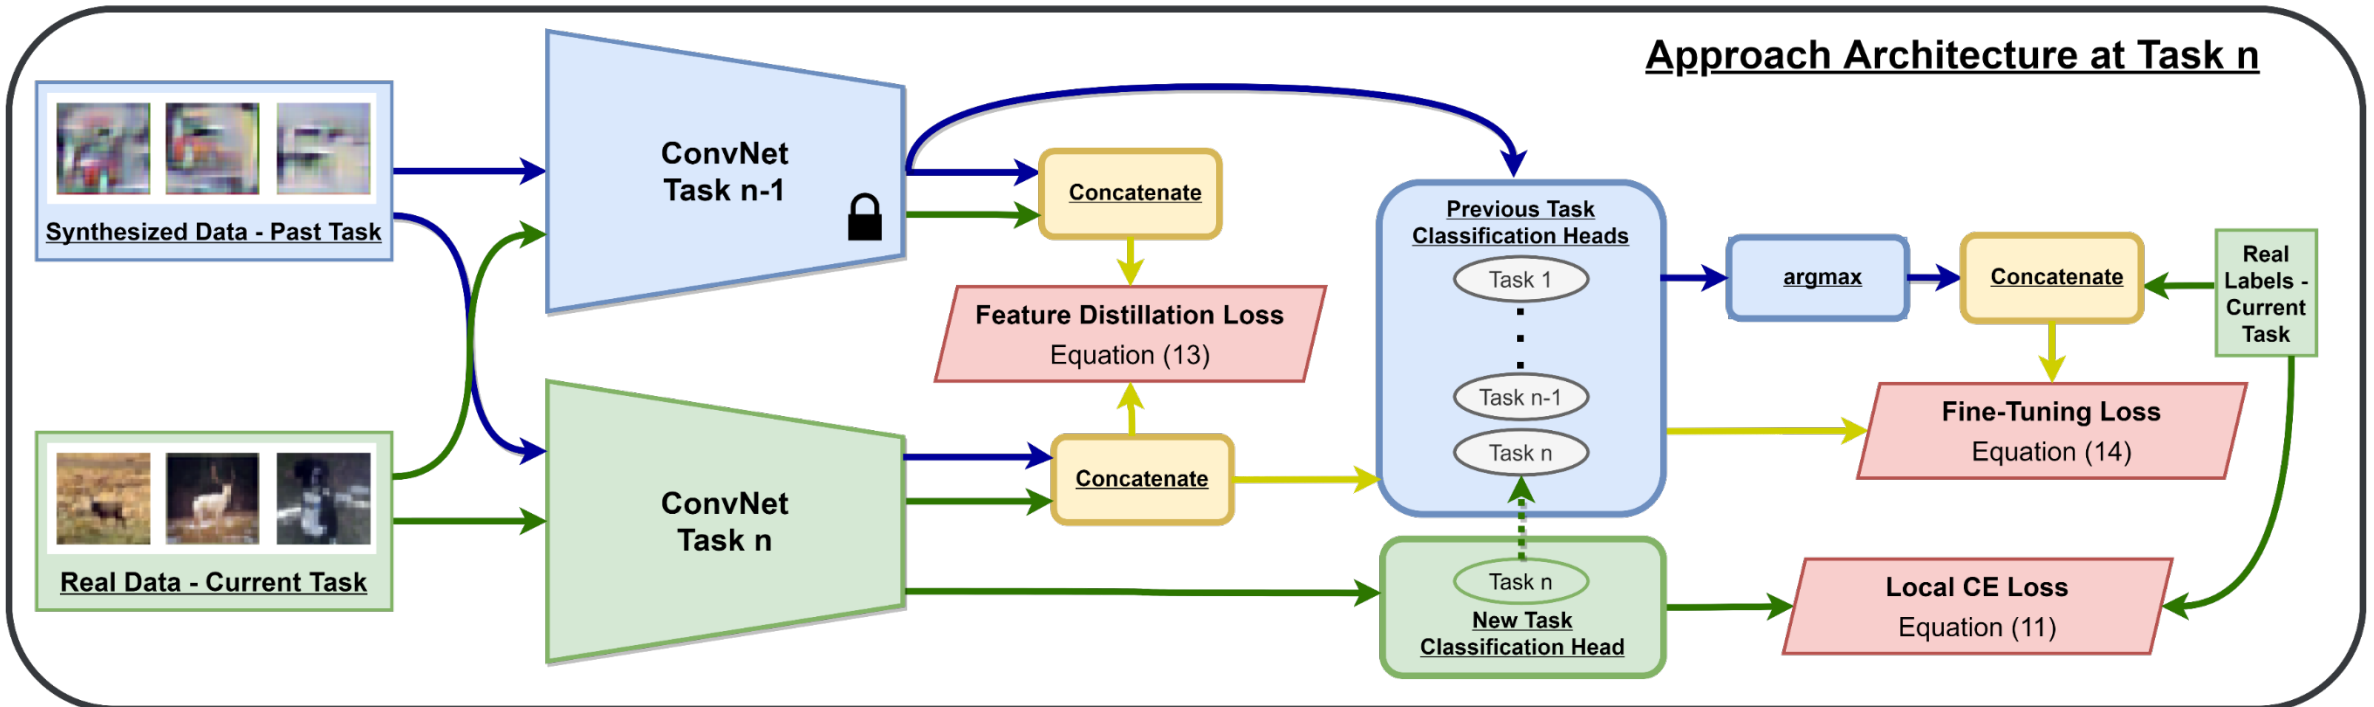 Approach Architecture at Task n
Synthesized Data - Past Task
ConvNet
Task n-1
Concatenate
Feature Distillation Loss
Equation (13)
Previous Task
Classification Heads
Task 1
Task n-1
Task n
argmax
Concatenate
Real
Labels -
Current
Task
Fine-Tuning Loss
Equation (14)
Real Data - Current Task
ConvNet
Task n
Concatenate
Task n
New Task
Classification Head
Local CE Loss
Equation (11)